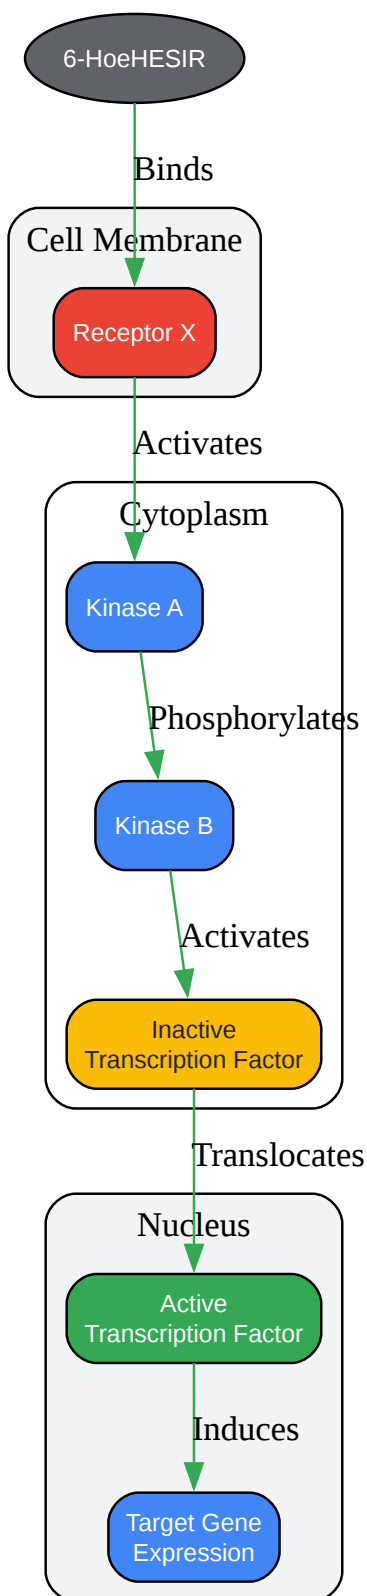 6-HoeHESIR
Binds
Cell Membrane
Receptor X
Activates
Cytoplasm
Kinase A
Phosphorylates
Kinase B
Activates
Inactive
Transcription Factor
Translocates
Nucleus
Active
Transcription Factor
Induces
Target Gene
Expression